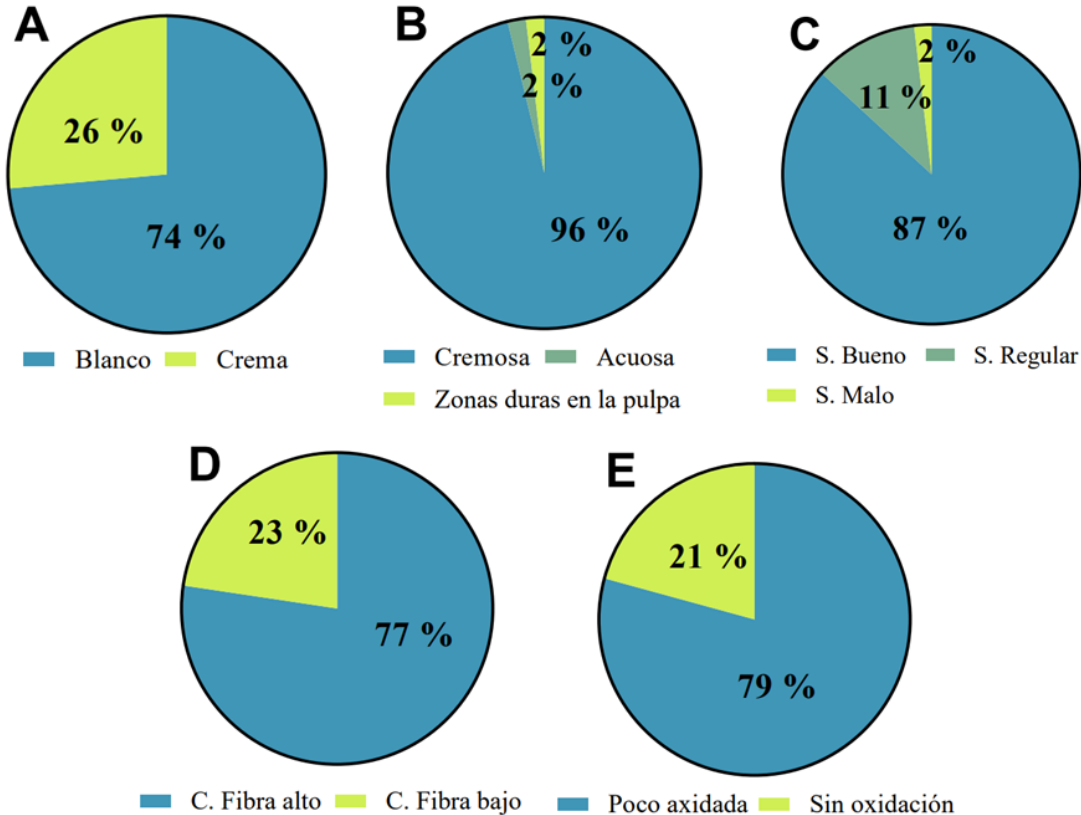 A
26 %
74 %
Blanco Crema
B
2 %
2 %
96 %
Cremosa Acuosa
Zonas duras en la pulpa
C
2 %
11 %
87 %
S. Bueno S. Regular
S. Malo
D
23 %
77 %
C. Fibra alto C. Fibra bajo
E
21 %
79 %
Poco axidada Sin oxidación